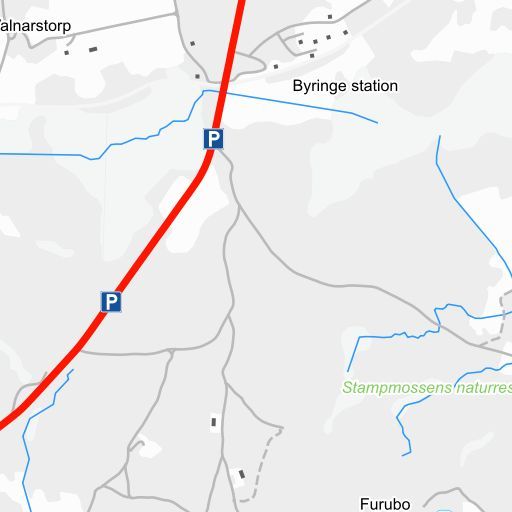 alnarstorp
Byringe station
P
P
Stampmossens naturres
Furubo